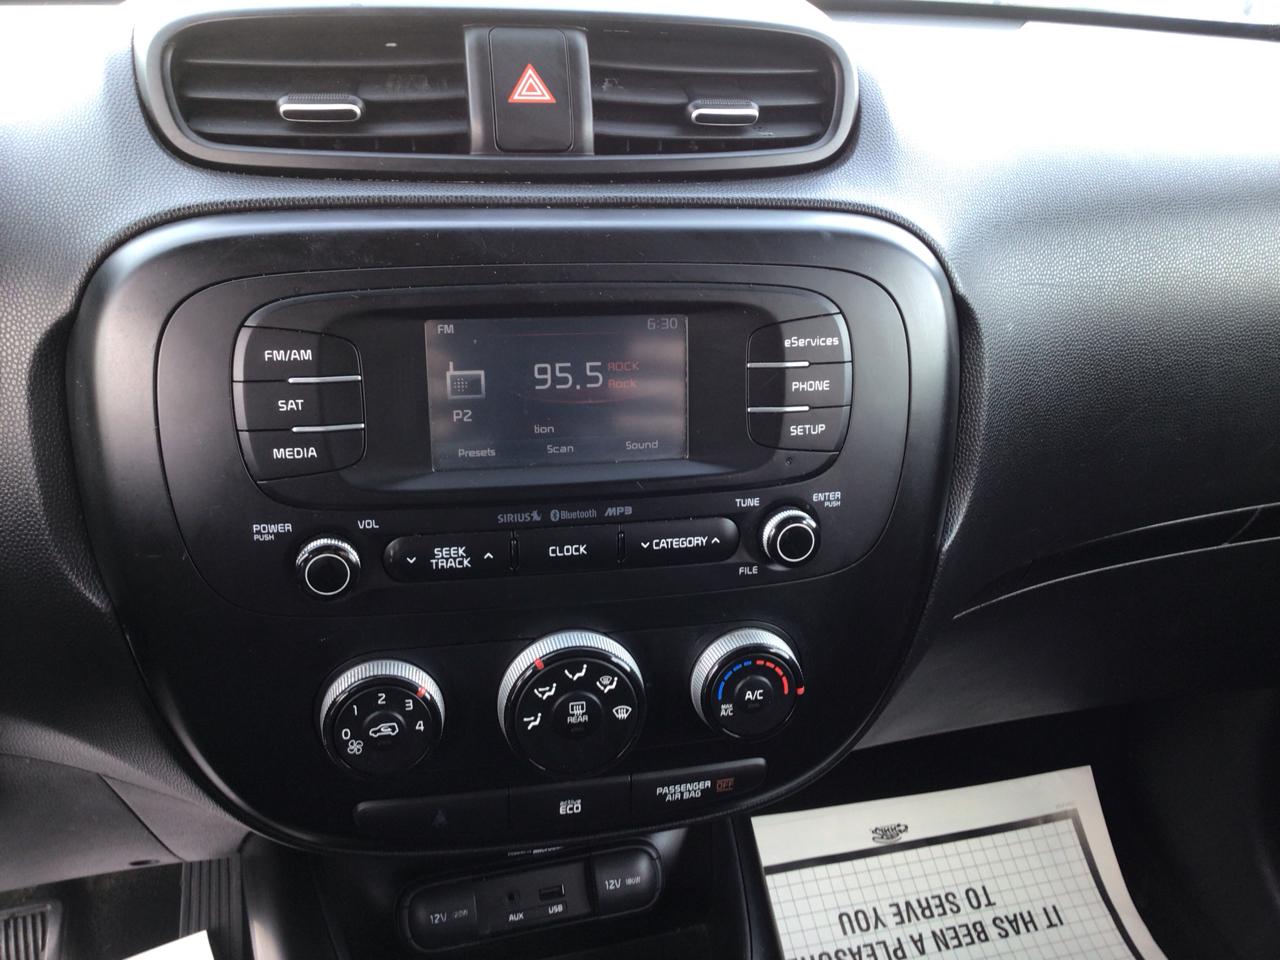 FM
6:30
95.5
ROCK
Rock
P2
tion
Presets
Scan
Sound
FM/AM
SAT
MEDIA
eServices
PHONE
SETUP
SIRIUS
Bluetooth
MP3
POWER
PUSH
VOL
SEEK
TRACK
CLOCK
CATEGORY
TUNE
FILE
ENTER
PUSH
0 1 2 3 4
REAR
A/C
MAX
A/C
active
ECO
PASSENGER
AIR BAG
OFF
12V
AUX
USB
12V 180W
IT HAS BEEN A PLEASURE
TO SERVE YOU